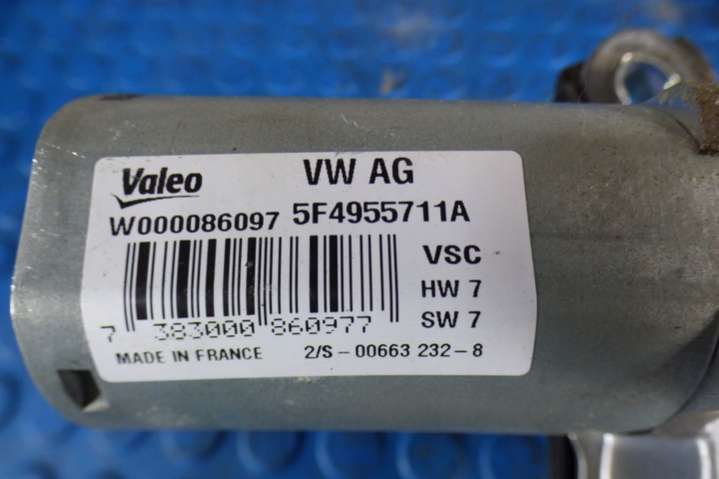 Valeo VW AG
W000086097 5F4955711A
VSC
HW 7
SW 7
7 383000 860977
MADE IN FRANCE 2/S-00663 232-8